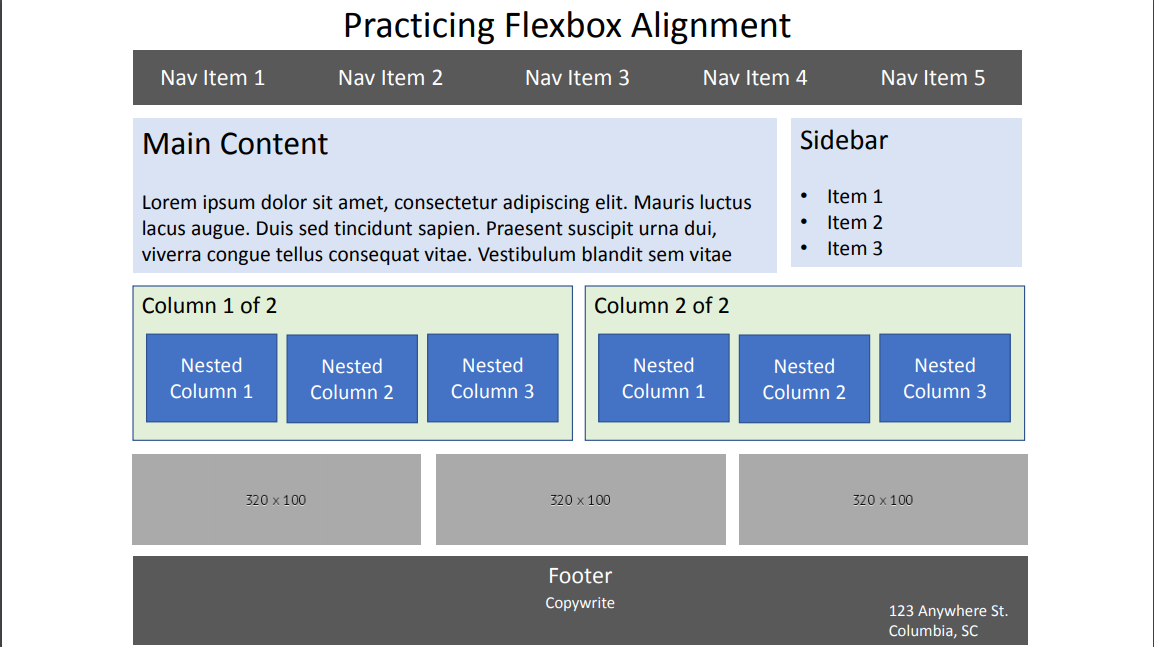 Practicing Flexbox Alignment
Nav Item 1 Nav Item 2 Nav Item 3 Nav Item 4 Nav Item 5
Main Content
Lorem ipsum dolor sit amet, consectetur adipiscing elit. Mauris luctus
lacus augue. Duis sed tincidunt sapien. Praesent suscipit urna dui,
viverra congue tellus consequat vitae. Vestibulum blandit sem vitae
Sidebar
• Item 1
• Item 2
• Item 3
Column 1 of 2
Nested
Column 1
Nested
Column 2
Nested
Column 3
Column 2 of 2
Nested
Column 1
Nested
Column 2
Nested
Column 3
320 x 100
320 x 100
320 x 100
Footer
Copywrite
123 Anywhere St.
Columbia, SC